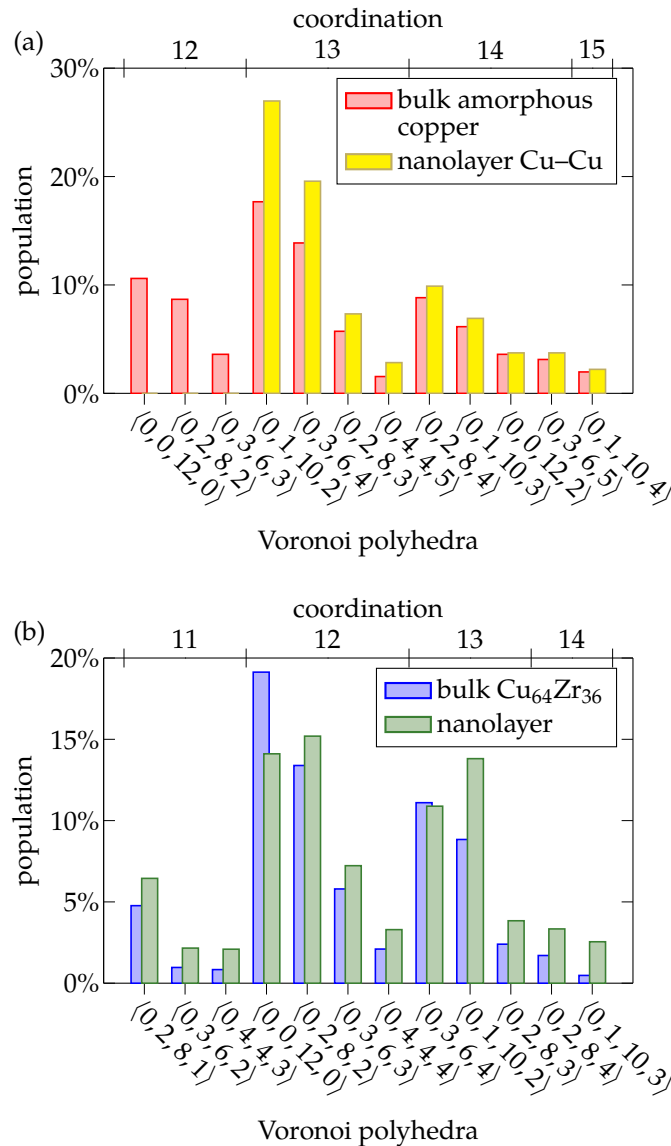 coordination
(a)
12 13 14 15
30%
20%
10%
0%
population
bulk amorphous
copper
nanolayer Cu–Cu
⟨0, 0, 12, 0⟩
⟨0, 2, 8, 2⟩
⟨0, 3, 6, 3⟩
⟨0, 1, 10, 2⟩
⟨0, 3, 6, 4⟩
⟨0, 2, 8, 3⟩
⟨0, 4, 4, 5⟩
⟨0, 2, 8, 4⟩
⟨0, 1, 10, 3⟩
⟨0, 0, 12, 2⟩
⟨0, 3, 6, 5⟩
⟨0, 1, 10, 4⟩
Voronoi polyhedra
coordination
(b)
11 12 13 14
20%
15%
10%
5%
0%
population
bulk Cu₆₄Zr₃₆
nanolayer
⟨0, 2, 8, 1⟩
⟨0, 3, 6, 2⟩
⟨0, 4, 4, 3⟩
⟨0, 0, 12, 0⟩
⟨0, 2, 8, 2⟩
⟨0, 3, 6, 3⟩
⟨0, 4, 4, 4⟩
⟨0, 3, 6, 4⟩
⟨0, 1, 10, 2⟩
⟨0, 2, 8, 3⟩
⟨0, 2, 8, 4⟩
⟨0, 1, 10, 3⟩
Voronoi polyhedra